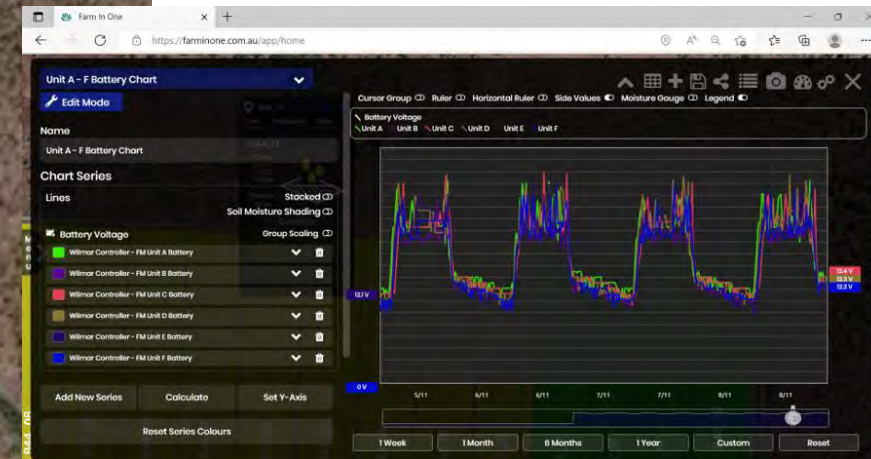 Farm In One
https://farminone.com.au/app/home
Unit A - F Battery Chart
Edit Mode
Name
Unit A - F Battery Chart
Chart Series
Lines
Stacked
Soil Moisture Shading
Battery Voltage
Group Scaling
Wilmar Controller - FM Unit A Battery
Wilmar Controller - FM Unit B Battery
Wilmar Controller - FM Unit C Battery
Wilmar Controller - FM Unit D Battery
Wilmar Controller - FM Unit E Battery
Wilmar Controller - FM Unit F Battery
Add New Series Calculate Set Y-Axis
Reset Series Colours
Cursor Group Ruler Horizontal Ruler Side Values Moisture Gauge Legend
Battery Voltage
Unit A Unit B Unit C Unit D Unit E Unit F
12.4 V
12.3 V
12.2 V
12.1 V
0 V
5/11 6/11 6/11 7/11 7/11 8/11 8/11
1 Week 1 Month 6 Months 1 Year Custom Reset